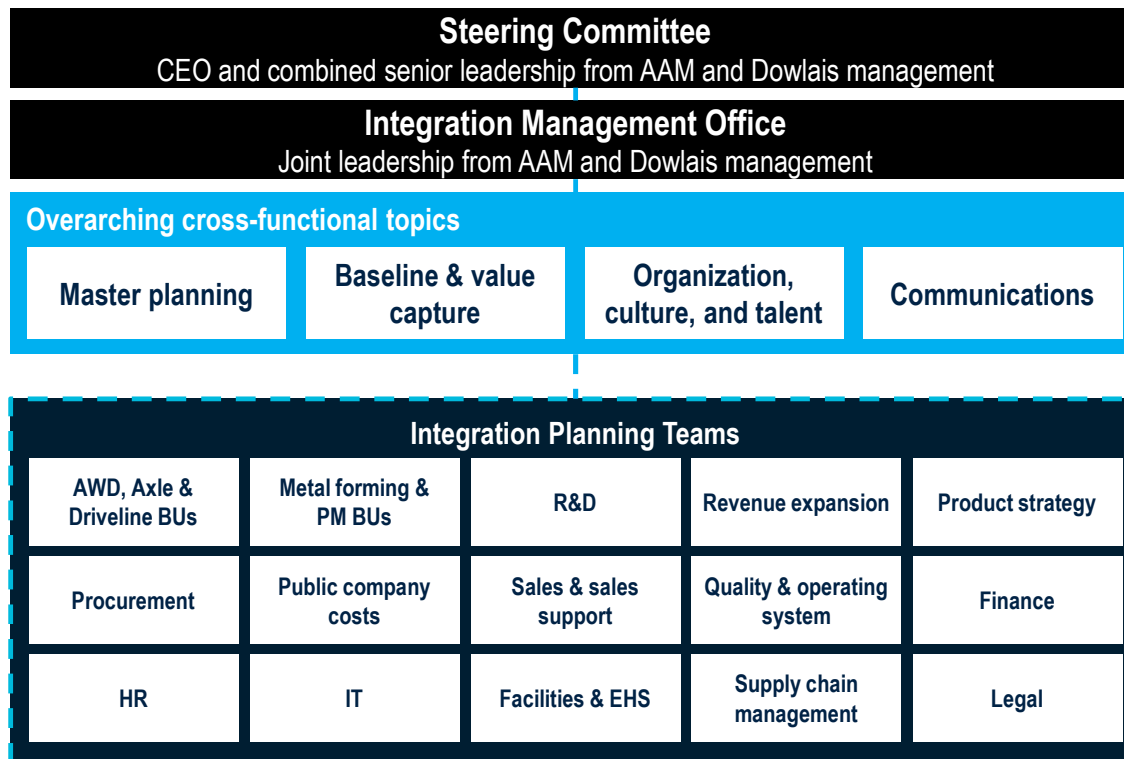 Steering Committee
CEO and combined senior leadership from AAM and Dowlais management
Integration Management Office
Joint leadership from AAM and Dowlais management
Overarching cross-functional topics
Master planning
Baseline & value
capture
Organization,
culture, and talent
Communications
Integration Planning Teams
AWD, Axle &
Driveline BUs
Metal forming &
PM BUs
R&D
Revenue expansion
Product strategy
Procurement
Public company
costs
Sales & sales
support
Quality & operating
system
Finance
HR
IT
Facilities & EHS
Supply chain
management
Legal